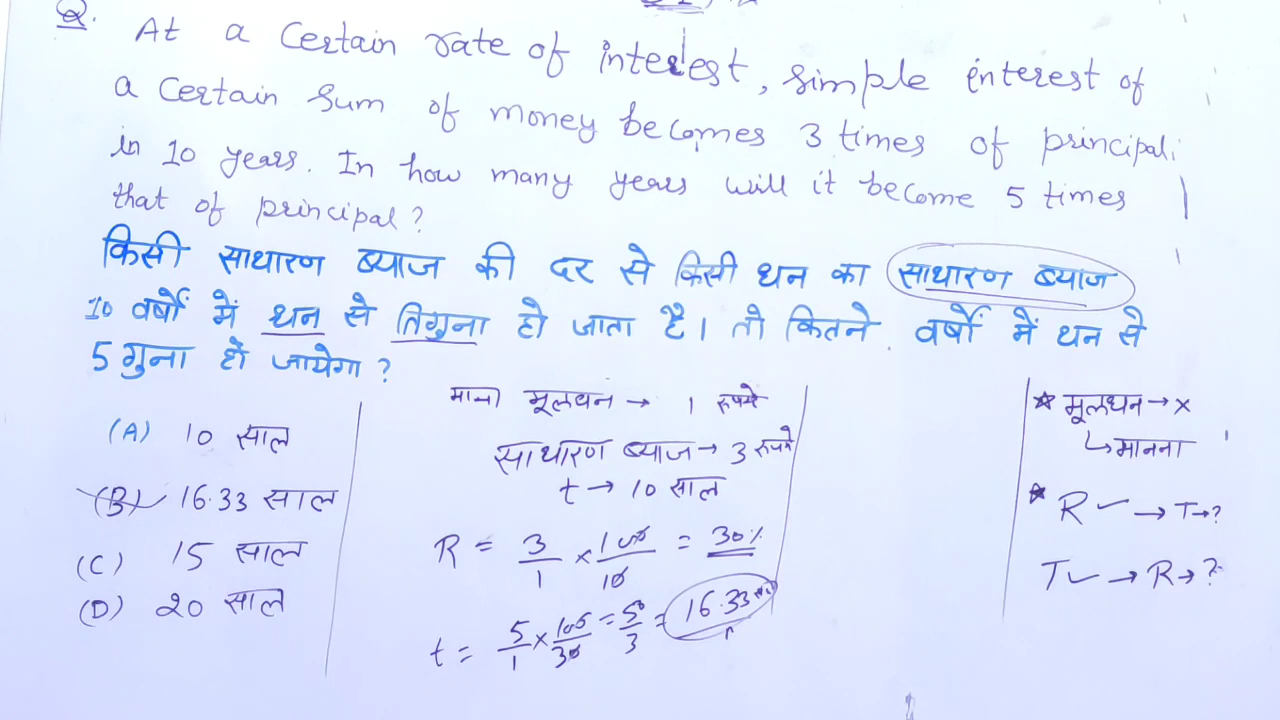 Q. At a Certain rate of interest, simple interest of
a Certain sum of money becomes 3 times of principal
in 10 years. In how many years will it become 5 times
that of principal?
किसी साधारण ब्याज की दर से किसी धन का साधारण ब्याज
10 वर्षों में धन से तिगुना हो जाता है। तो कितने वर्षों में धन से
5 गुना हो जायेगा ?
(A) 10 साल
(B) 16.33 साल
(C) 15 साल
(D) 20 साल
माना मूलधन → 1 रूपये
साधारण ब्याज → 3 रूपये
t → 10 साल
R = 3/1 × 100/10 = 30%
t = 5/1 × 100/30 = 50/3 = 16.33
★ मूलधन → x
↳ मानना
★ R ✓ → T → ?
T ✓ → R → ?